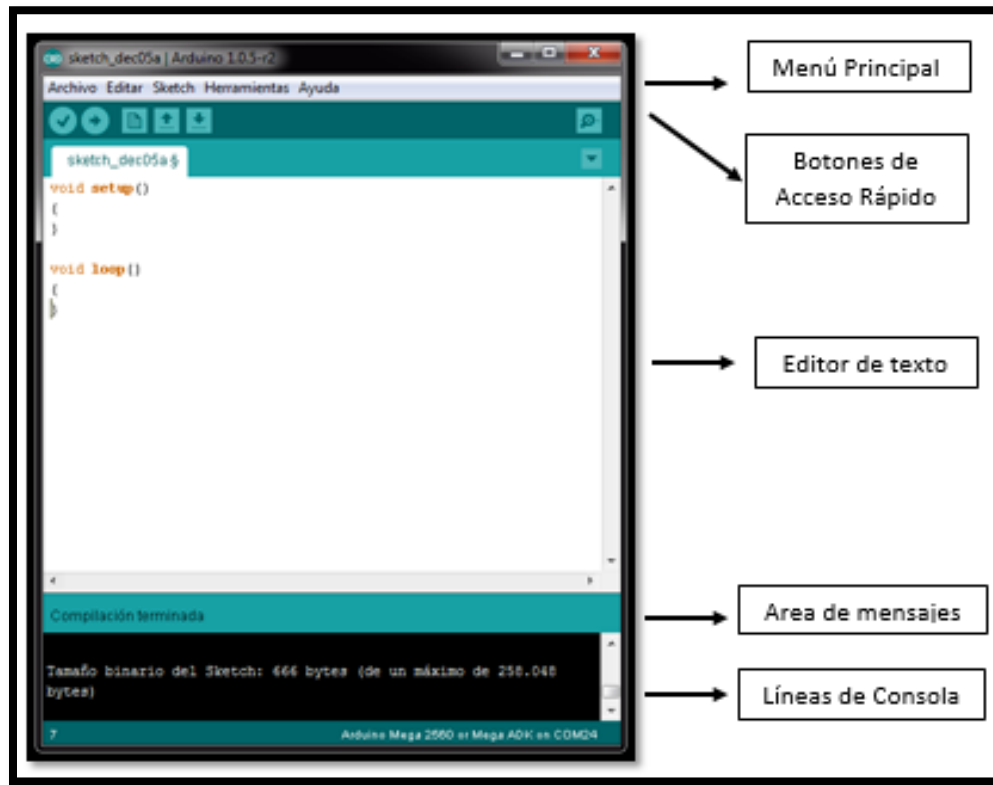 sketch_dec05a | Arduino 1.0.5-r2
Archivo Editar Sketch Herramientas Ayuda
sketch_dec05a §
void setup()
{
}
void loop()
{
}
Compilación terminada
Tamaño binario del Sketch: 666 bytes (de un máximo de 258.048
bytes)
7
Arduino Mega 2560 or Mega ADK on COM24
Menú Principal
Botones de
Acceso Rápido
Editor de texto
Area de mensajes
Líneas de Consola